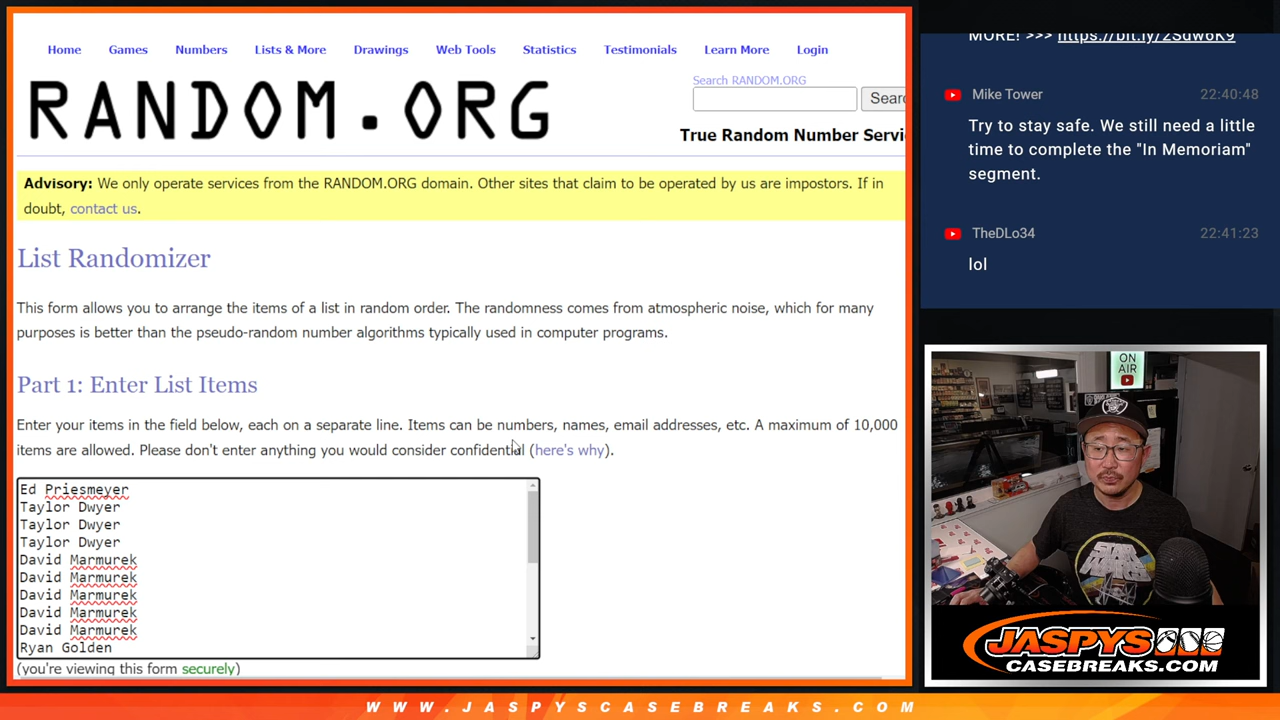 Home Games Numbers Lists & More Drawings Web Tools Statistics Testimonials Learn More Login
RANDOM.ORG
Search RANDOM.ORG
Searc
True Random Number Servi
Advisory: We only operate services from the RANDOM.ORG domain. Other sites that claim to be operated by us are impostors. If in
doubt, contact us.
List Randomizer
This form allows you to arrange the items of a list in random order. The randomness comes from atmospheric noise, which for many
purposes is better than the pseudo-random number algorithms typically used in computer programs.
Part 1: Enter List Items
Enter your items in the field below, each on a separate line. Items can be numbers, names, email addresses, etc. A maximum of 10,000
items are allowed. Please don't enter anything you would consider confidential (here's why).
Ed Priesmeyer
Taylor Dwyer
Taylor Dwyer
Taylor Dwyer
David Marmurek
David Marmurek
David Marmurek
David Marmurek
David Marmurek
Ryan Golden
(you're viewing this form securely)
MORE! >>> https://bit.ly/2Sdw6K9
Mike Tower 22:40:48
Try to stay safe. We still need a little
time to complete the "In Memoriam"
segment.
TheDLo34 22:41:23
lol
ON
AIR
STAR
WARS
JASPYS
CASEBREAKS.COM
WWW.JASPYSCASEBREAKS.COM